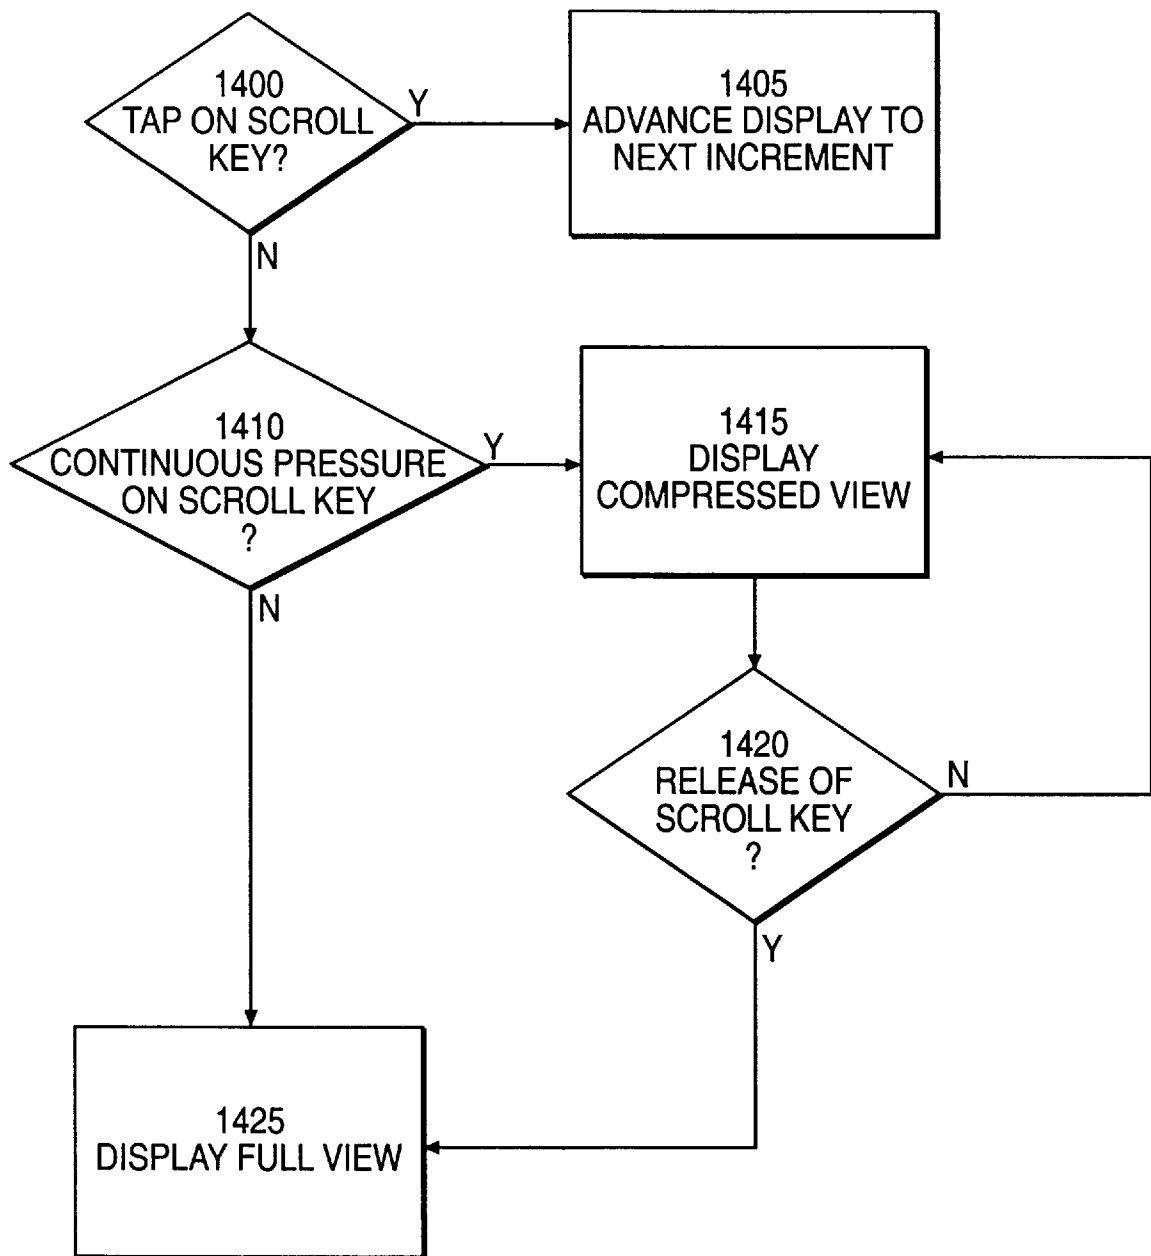 1400
TAP ON SCROLL
KEY?
Y
N
1405
ADVANCE DISPLAY TO
NEXT INCREMENT
1410
CONTINUOUS PRESSURE
ON SCROLL KEY
?
Y
N
1415
DISPLAY
COMPRESSED VIEW
1420
RELEASE OF
SCROLL KEY
?
N
Y
1425
DISPLAY FULL VIEW